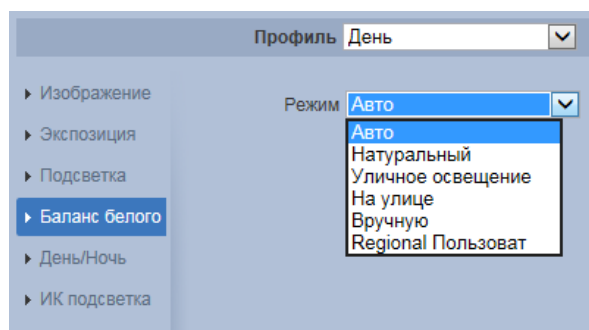 Профиль День
Изображение
Режим Авто
Экспозиция
Авто
Натуральный
Подсветка
Уличное освещение
На улице
Баланс белого
Вручную
Regional Пользоват
День/Ночь
ИК подсветка